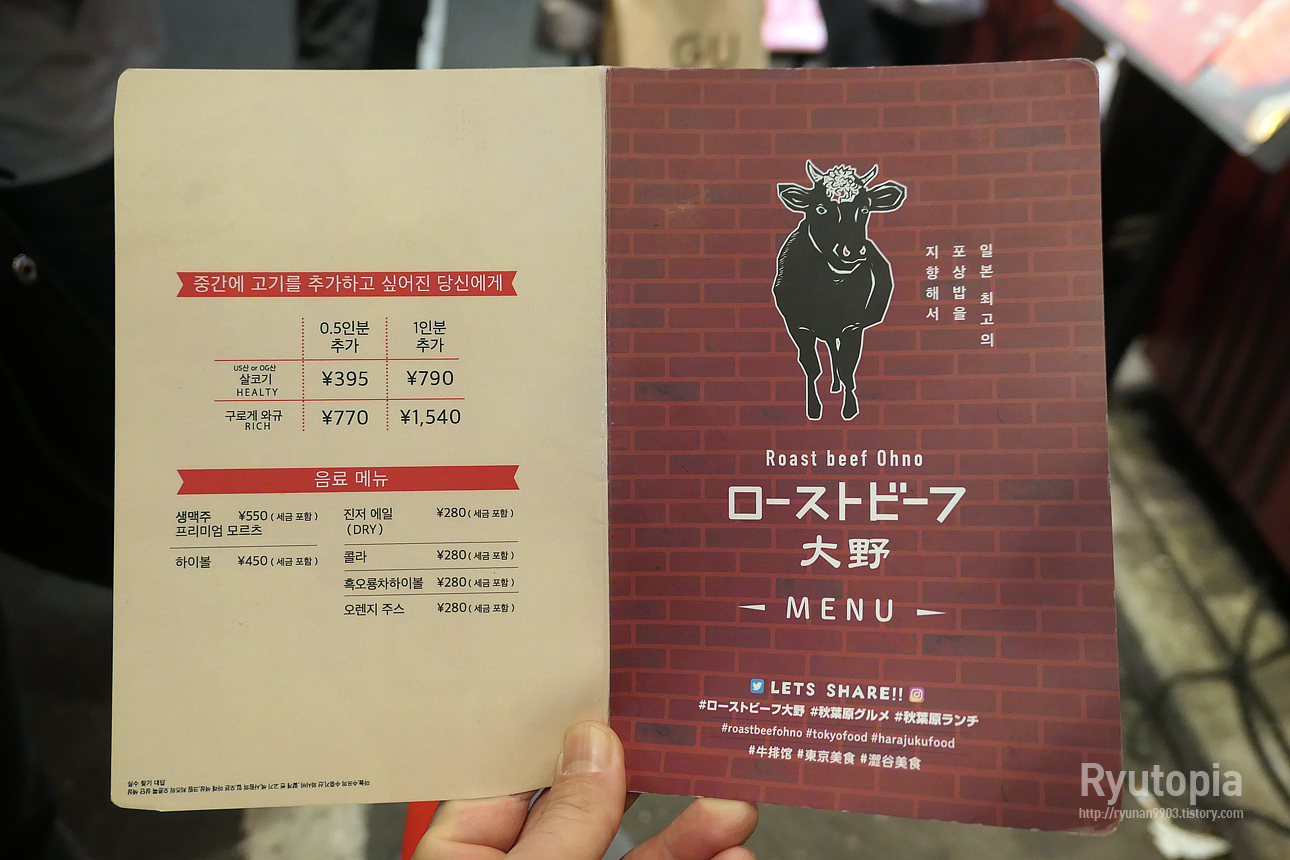 GU
중간에 고기를 추가하고 싶어진 당신에게
0.5인분 추가
1인분 추가
US산 or OG산
살코기
HEALTY
¥395
¥790
구로게 와규
RICH
¥770
¥1,540
음료 메뉴
생맥주 ¥550 ( 세금 포함 )
프리미엄 모르츠
하이볼 ¥450 ( 세금 포함 )
진저 에일 ¥280 ( 세금 포함 )
(DRY)
콜라 ¥280 ( 세금 포함 )
흑오룡차하이볼 ¥280 ( 세금 포함 )
오렌지 주스 ¥280 ( 세금 포함 )
실수 찾기 대답
일본 최고의
포상밥을
지향해서
Roast beef Ohno
ローストビーフ
大野
MENU
LETS SHARE!!
#ローストビーフ大野 #秋葉原グルメ #秋葉原ランチ
#roastbeefohno #tokyofood #harajukufood
#牛排馆 #東京美食 #澀谷美食
Ryutopia
http://ryunan9903.tistory.com